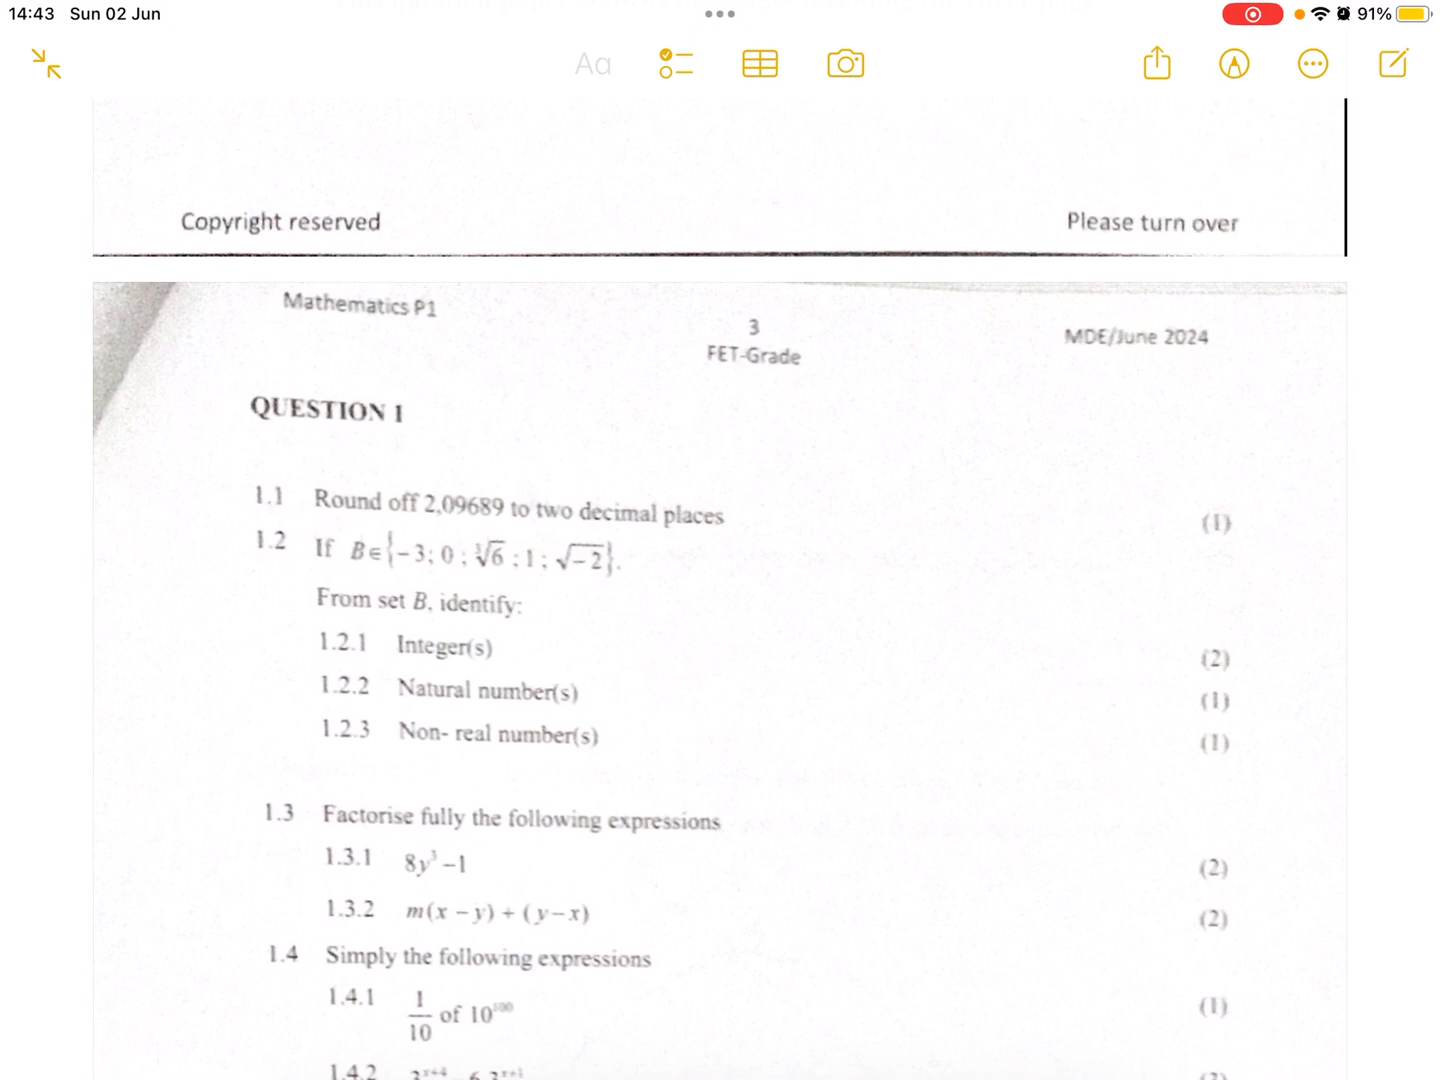 14:43 Sun 02 Jun
91%
Aa
Copyright reserved
Please turn over
Mathematics P1
3
MDE/June 2024
FET-Grade
QUESTION 1
1.1 Round off 2,09689 to two decimal places (1)
1.2 If B∈{−3; 0 ; ∛6 ; 1 ; √−2}.
From set B, identify:
1.2.1 Integer(s) (2)
1.2.2 Natural number(s) (1)
1.2.3 Non- real number(s) (1)
1.3 Factorise fully the following expressions
1.3.1 8y³ −1 (2)
1.3.2 m(x − y) + ( y − x) (2)
1.4 Simply the following expressions
1.4.1 1/10 of 10¹⁰⁰ (1)
1.4.2